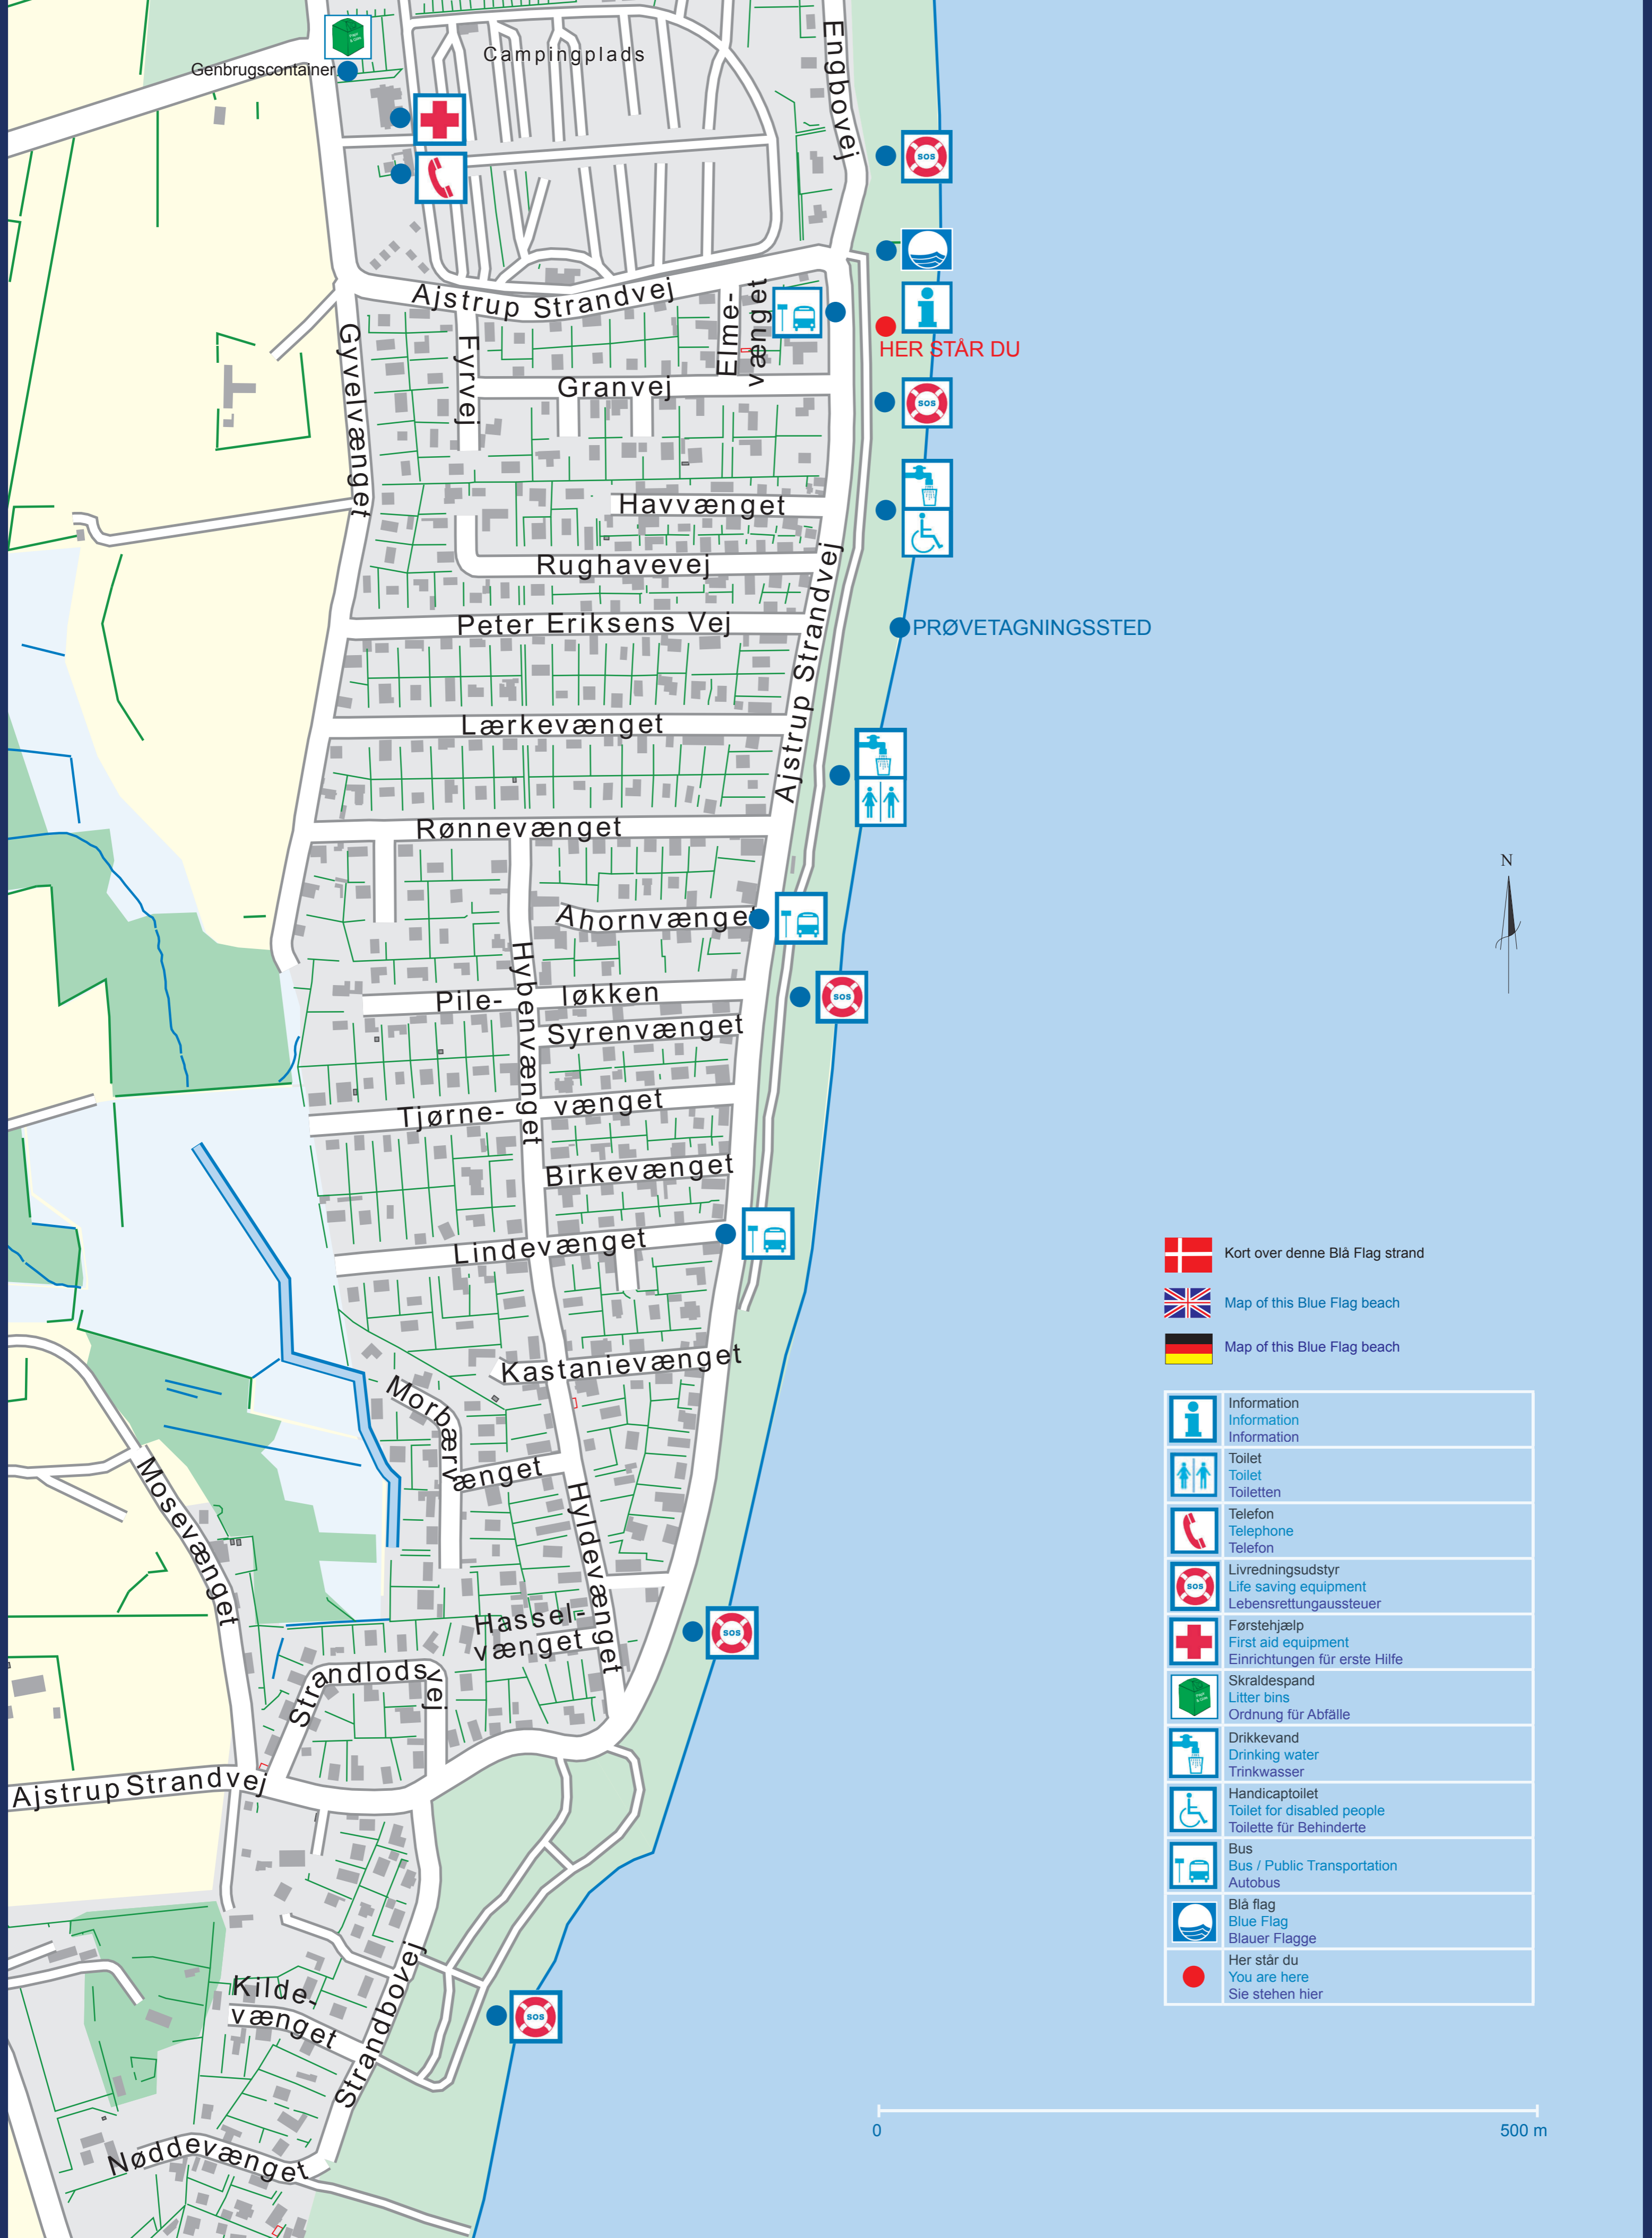 Campingplads
Engbovej
Genbrugscontainer
SOS
Ajstrup Strandvej
Elme-
vænget
HER STÅR DU
Gyvelvænget
Fyrvej
Granvej
SOS
Havvænget
Rughavevej
Peter Eriksens Vej
PRØVETAGNINGSSTED
Ajstrup Strandvej
Lærkevænget
Rønnevænget
N
Ahornvænget
Hybenvænget
Pile-
løkken
SOS
Syrenvænget
Tjørne-
vænget
Birkevænget
Lindevænget
Kastanievænget
Morbærvænget
Mosevænget
Hyldevænget
Hassel-
vænget
SOS
Strandlodsvej
Ajstrup Strandvej
Strandbovej
Kilde-
vænget
SOS
Nøddevænget
Kort over denne Blå Flag strand
Map of this Blue Flag beach
Map of this Blue Flag beach
Information
Information
Information
Toilet
Toilet
Toiletten
Telefon
Telephone
Telefon
SOS
Livredningsudstyr
Life saving equipment
Lebensrettungaussteuer
Førstehjælp
First aid equipment
Einrichtungen für erste Hilfe
Skraldespand
Litter bins
Ordnung für Abfälle
Drikkevand
Drinking water
Trinkwasser
Handicaptoilet
Toilet for disabled people
Toilette für Behinderte
Bus
Bus / Public Transportation
Autobus
Blå flag
Blue Flag
Blauer Flagge
Her står du
You are here
Sie stehen hier
0
500 m